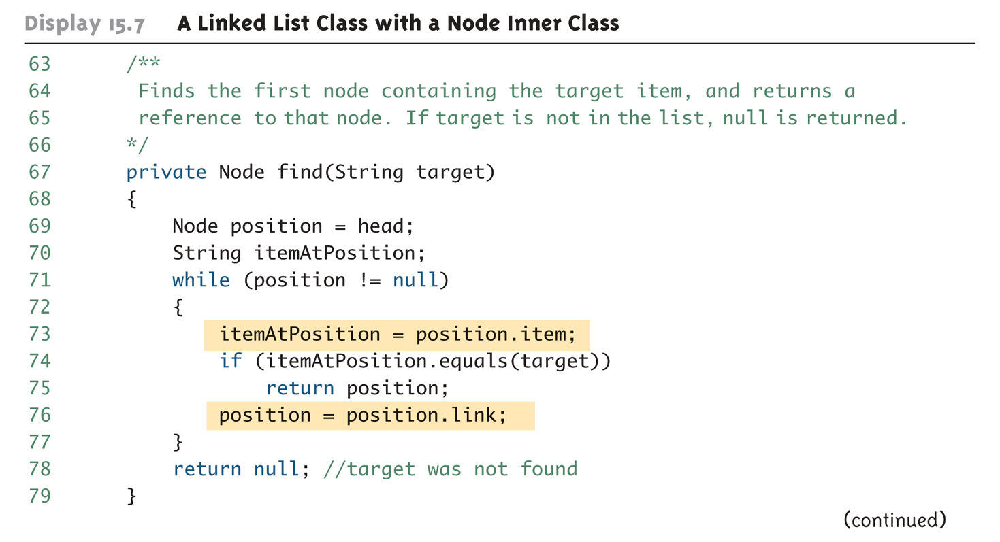 Display 15.7 A Linked List Class with a Node Inner Class
63 /**
64 Finds the first node containing the target item, and returns a
65 reference to that node. If target is not in the list, null is returned.
66 */
67 private Node find(String target)
68 {
69 Node position = head;
70 String itemAtPosition;
71 while (position != null)
72 {
73 itemAtPosition = position.item;
74 if (itemAtPosition.equals(target))
75 return position;
76 position = position.link;
77 }
78 return null; //target was not found
79 }
(continued)